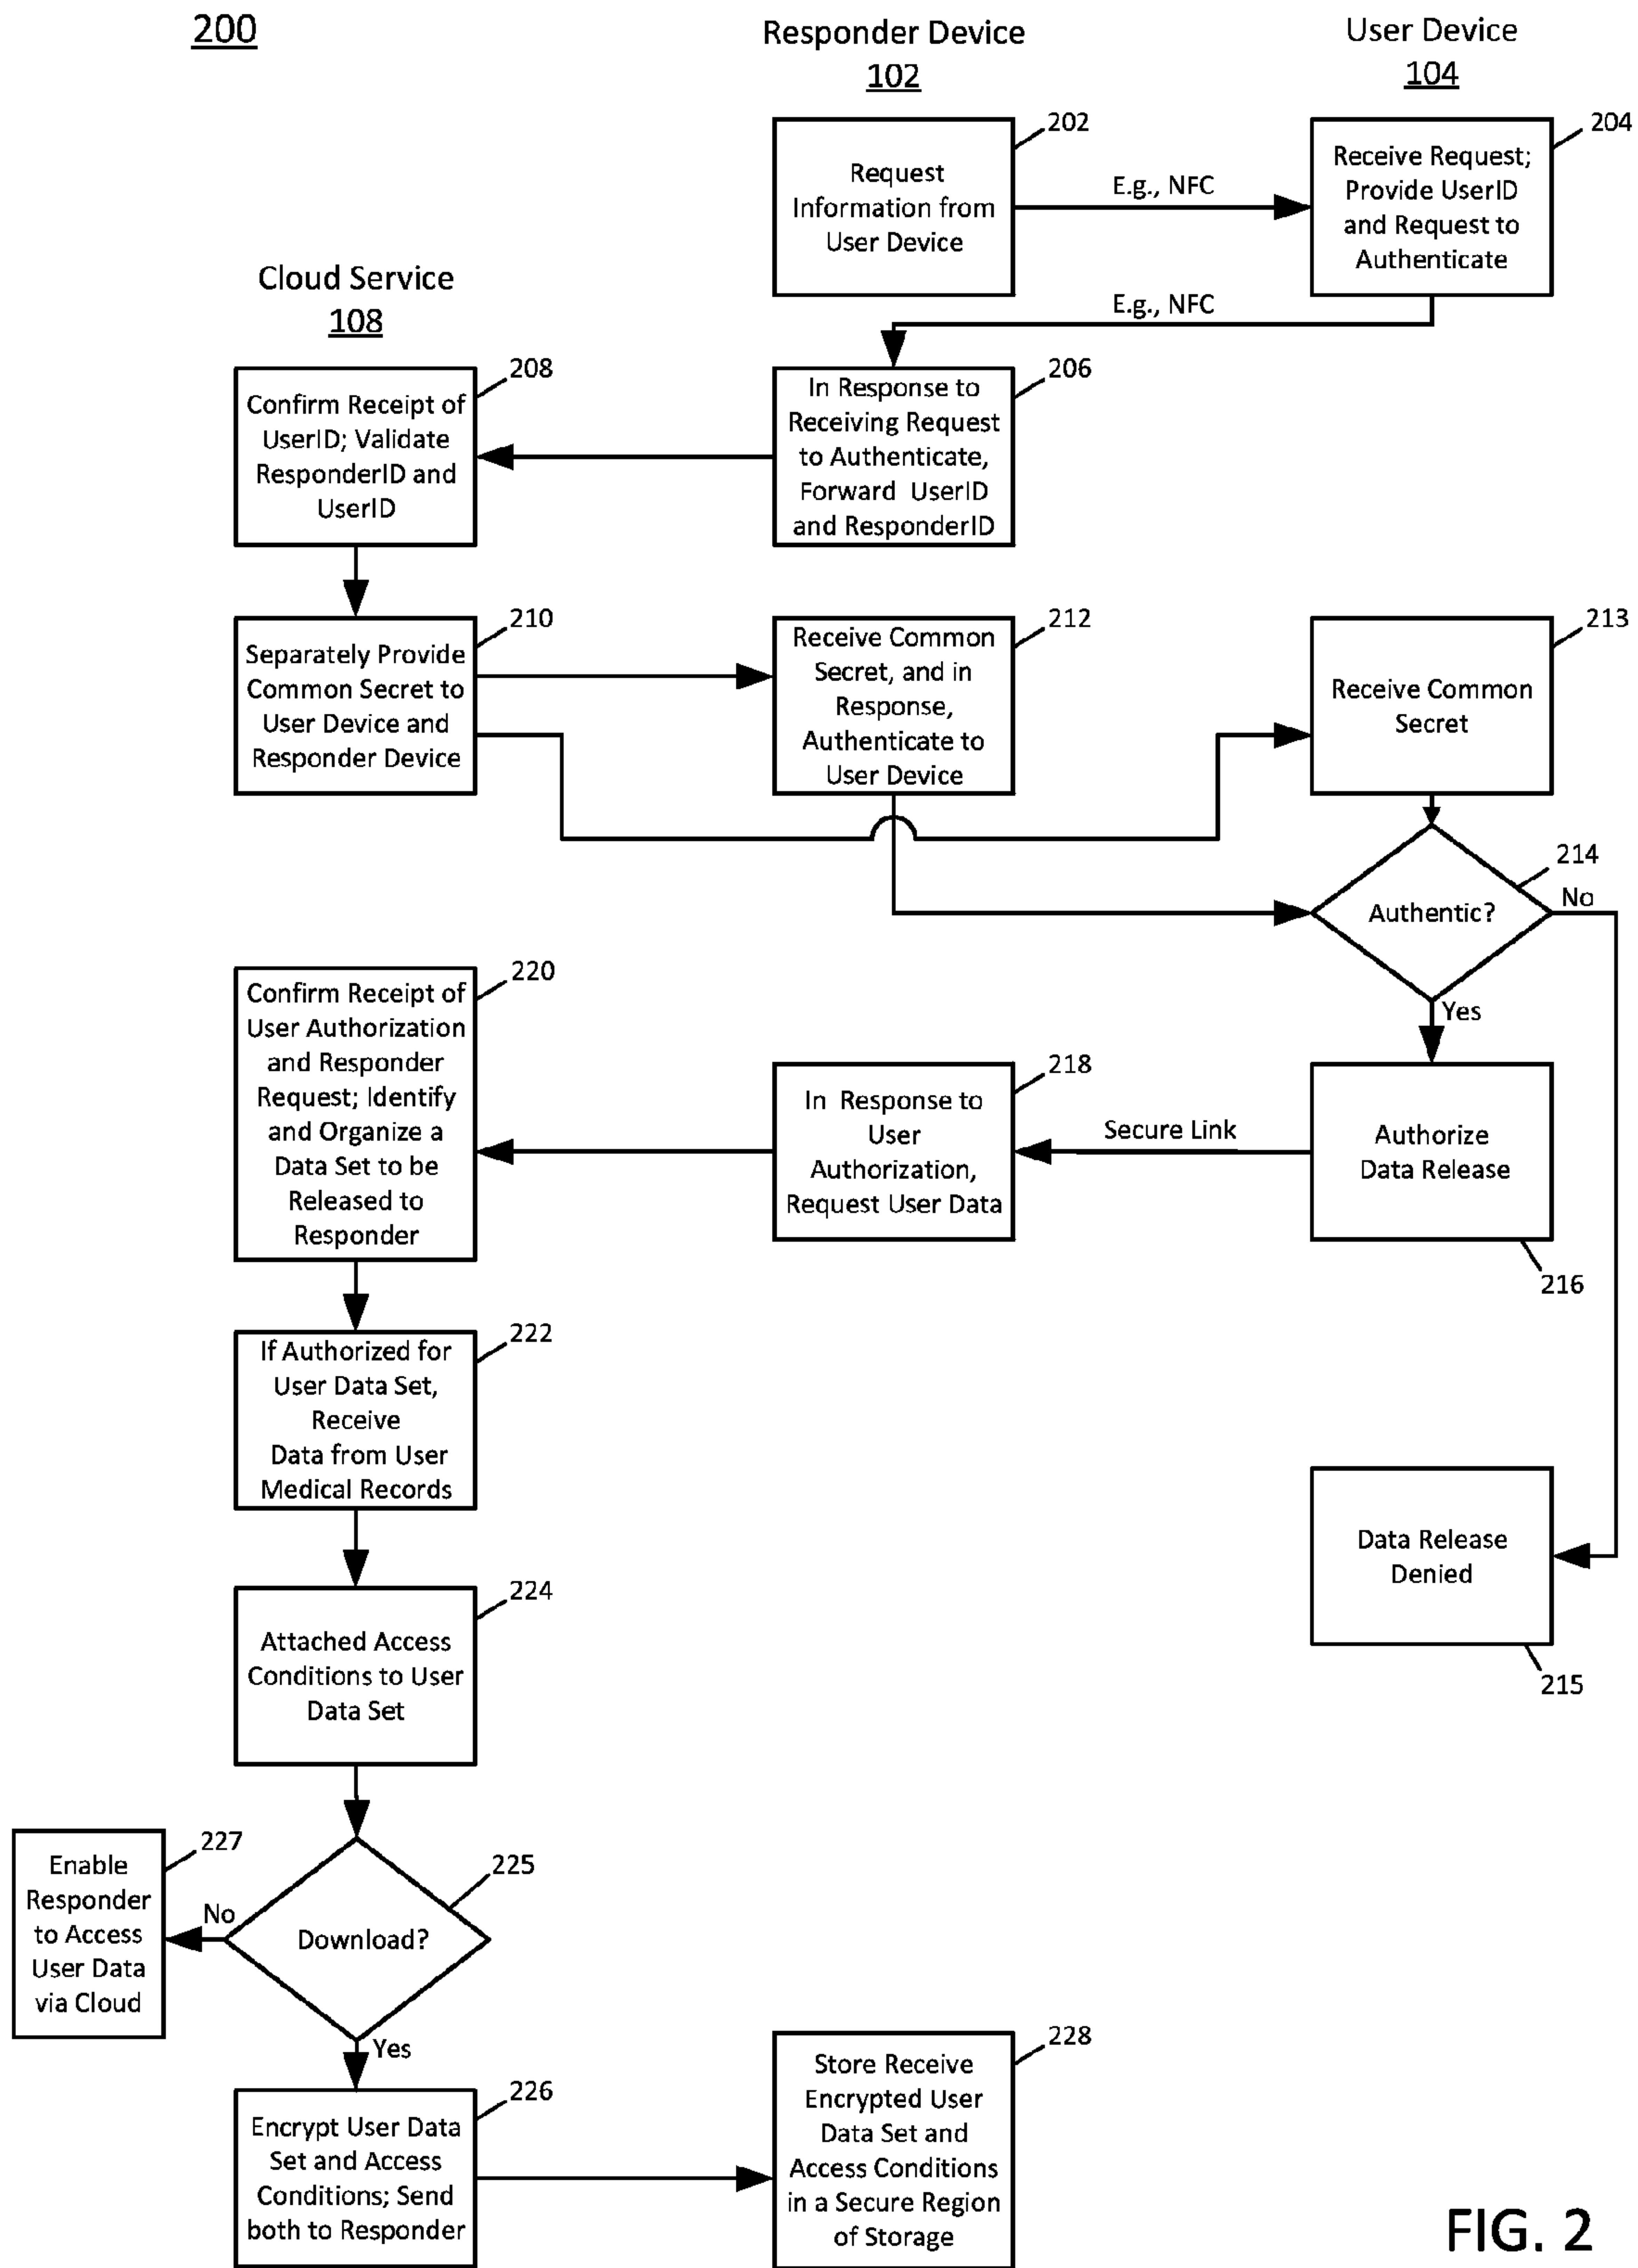 200
Responder Device
102
User Device
104
202
Request
Information from
User Device
E.g., NFC
204
Receive Request;
Provide UserID
and Request to
Authenticate
E.g., NFC
Cloud Service
108
208
Confirm Receipt of
UserID; Validate
ResponderID and
UserID
206
In Response to
Receiving Request
to Authenticate,
Forward UserID
and ResponderID
210
Separately Provide
Common Secret to
User Device and
Responder Device
212
Receive Common
Secret, and in
Response,
Authenticate to
User Device
213
Receive Common
Secret
214
Authentic?
No
Yes
220
Confirm Receipt of
User Authorization
and Responder
Request; Identify
and Organize a
Data Set to be
Released to
Responder
218
In Response to
User
Authorization,
Request User Data
Secure Link
Authorize
Data Release
216
222
If Authorized for
User Data Set,
Receive
Data from User
Medical Records
Data Release
Denied
215
224
Attached Access
Conditions to User
Data Set
227
Enable
Responder
to Access
User Data
via Cloud
No
225
Download?
Yes
226
Encrypt User Data
Set and Access
Conditions; Send
both to Responder
228
Store Receive
Encrypted User
Data Set and
Access Conditions
in a Secure Region
of Storage
FIG. 2